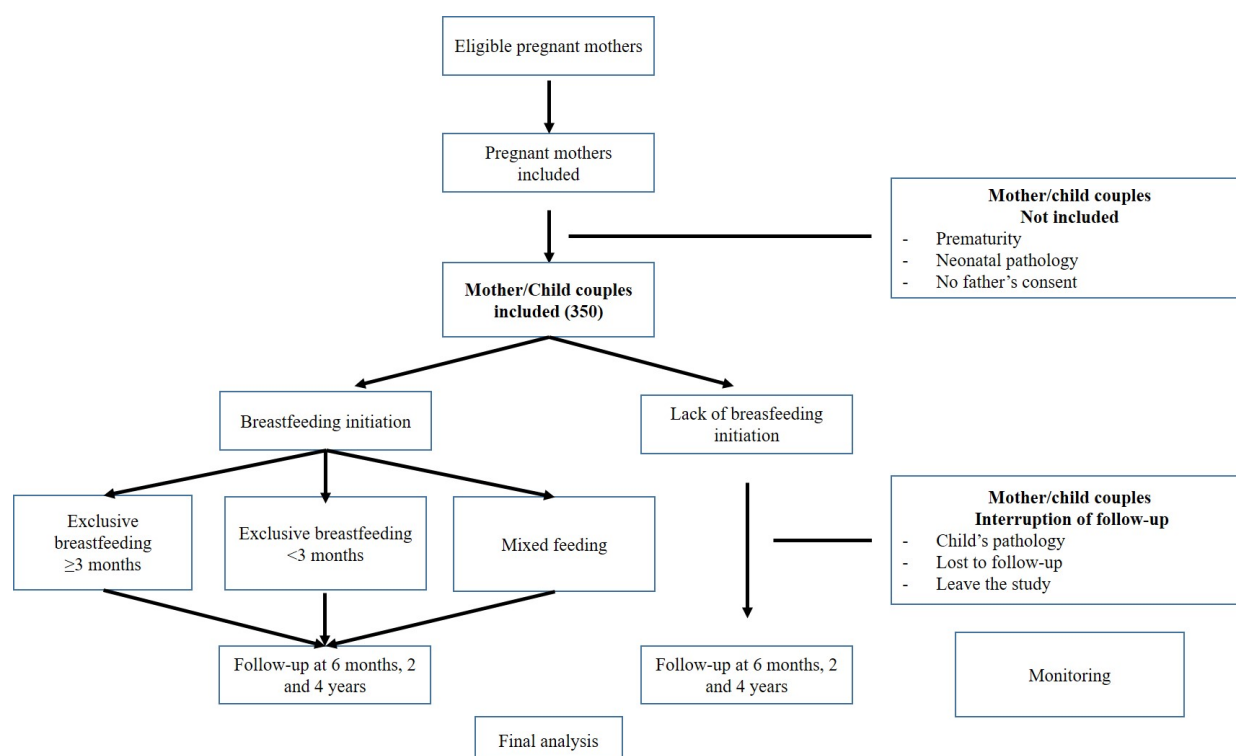 Eligible pregnant mothers
Pregnant mothers
included
Mother/child couples
Not included
- Prematurity
- Neonatal pathology
- No father’s consent
Mother/Child couples
included (350)
Breastfeeding initiation
Lack of breasfeeding
initiation
Exclusive
breastfeeding
≥3 months
Exclusive breastfeeding
<3 months
Mixed feeding
Mother/child couples
Interruption of follow-up
- Child’s pathology
- Lost to follow-up
- Leave the study
Follow-up at 6 months, 2
and 4 years
Follow-up at 6 months, 2
and 4 years
Monitoring
Final analysis